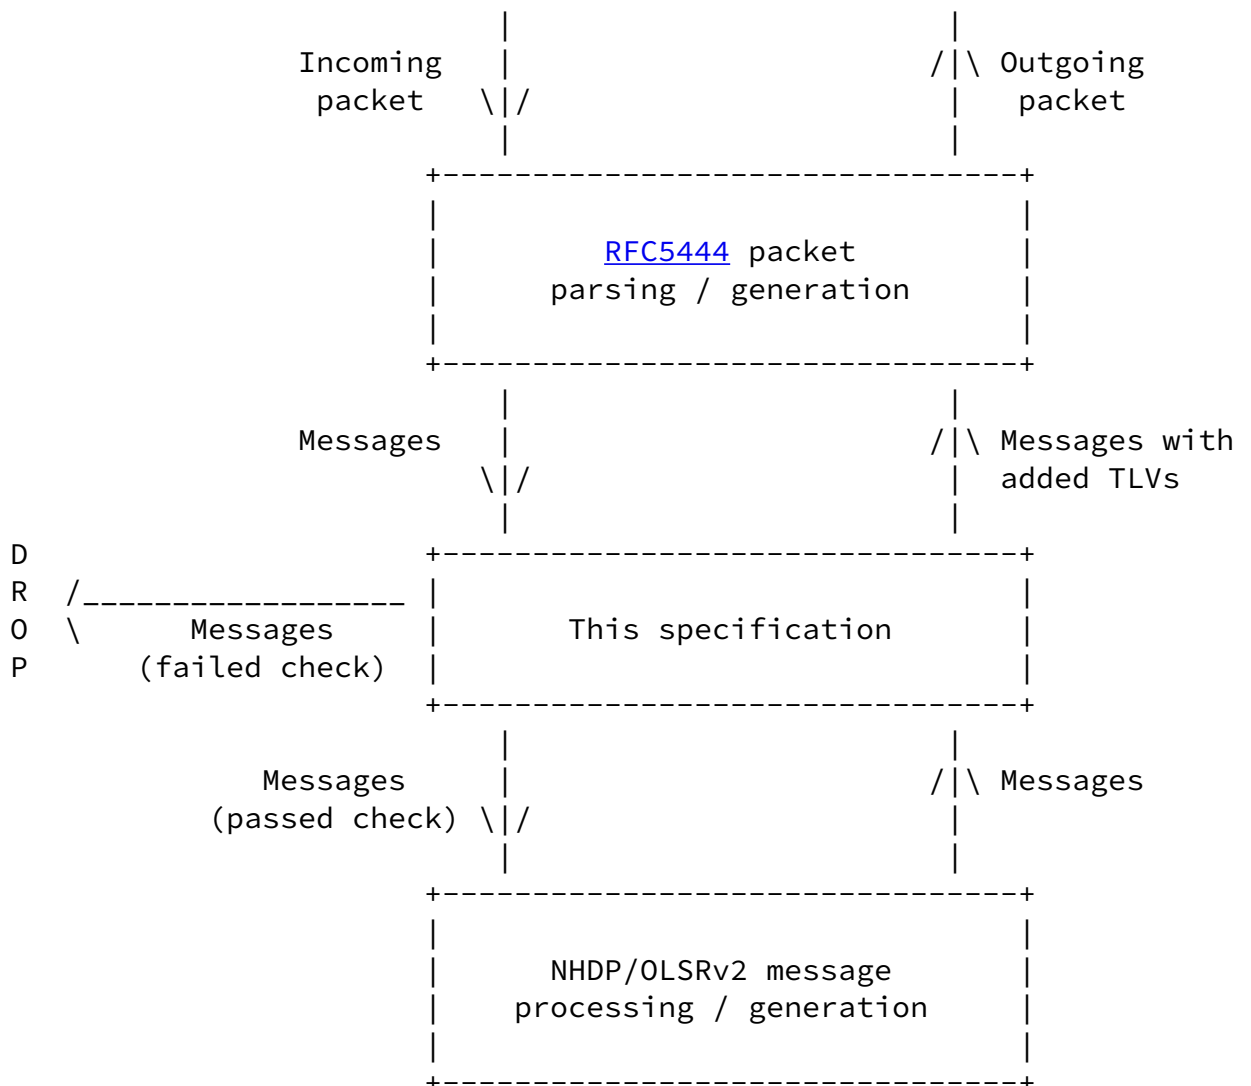 Incoming Outgoing
packet packet
RFC5444 packet
parsing / generation
Messages Messages with
added TLVs
D
R
O Messages This specification
P (failed check)
Messages Messages
(passed check)
NHDP/OLSRv2 message
processing / generation